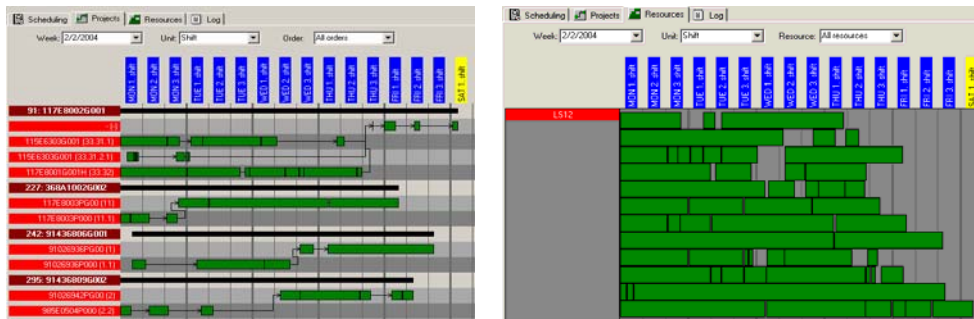 Scheduling Projects Resources Log
Week: 2/2/2004 Unit: Shift Order: All orders
MON 1. shift
MON 2. shift
MON 3. shift
TUE 1. shift
TUE 2. shift
TUE 3. shift
WED 1. shift
WED 2. shift
WED 3. shift
THU 1. shift
THU 2. shift
THU 3. shift
FRI 1. shift
FRI 2. shift
FRI 3. shift
SAT 1. shift
91: 117E8002G001
-- (-)
115E6303G001 (33.31.1)
115E6303G001 (33.31.2.1)
117E8001G001H (33.32)
227: 368A1002G002
117E8003PG00 (11)
117E8003P000 (11.1)
242: 91436806G001
91026936PG00 (1)
91026936P000 (1.1)
295: 91436809G002
91026942PG00 (2)
985E0504P000 (2.2)
Scheduling Projects Resources Log
Week: 2/2/2004 Unit: Shift Resource: All resources
MON 1. shift
MON 2. shift
MON 3. shift
TUE 1. shift
TUE 2. shift
TUE 3. shift
WED 1. shift
WED 2. shift
WED 3. shift
THU 1. shift
THU 2. shift
THU 3. shift
FRI 1. shift
FRI 2. shift
FRI 3. shift
SAT 1. shift
LS12